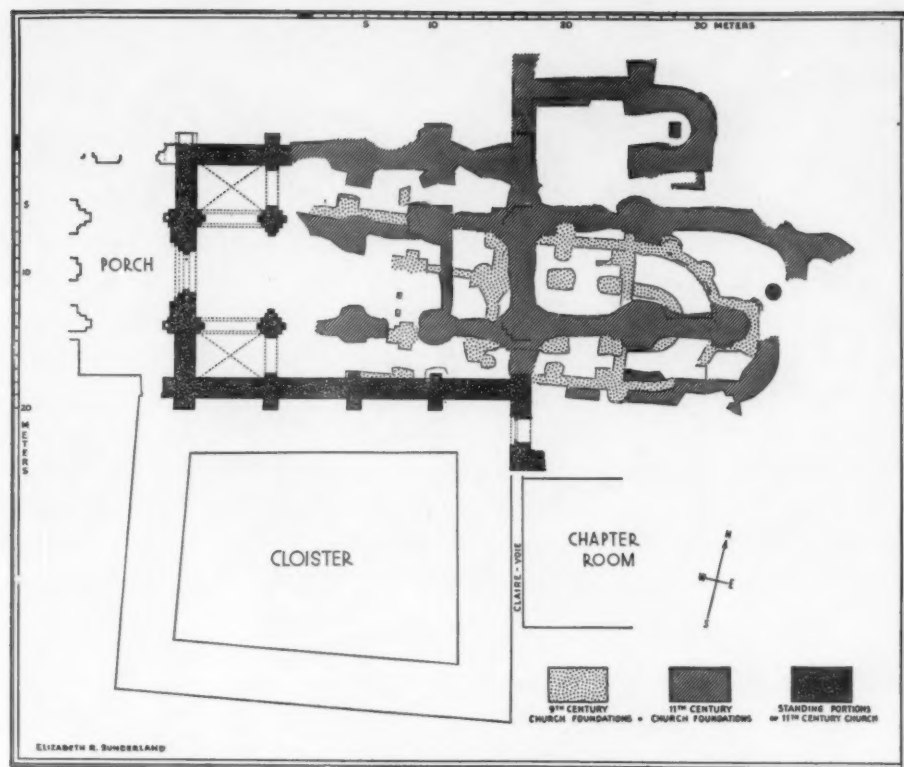 5 10 20 30 METERS
5
PORCH
10
20
METERS
CLOISTER
CLAIRE-VOIE
CHAPTER
ROOM
N
W E
S
9TH CENTURY
CHURCH FOUNDATIONS
11TH CENTURY
CHURCH FOUNDATIONS
STANDING PORTIONS
OF 11TH CENTURY CHURCH
ELIZABETH R. SUNDERLAND